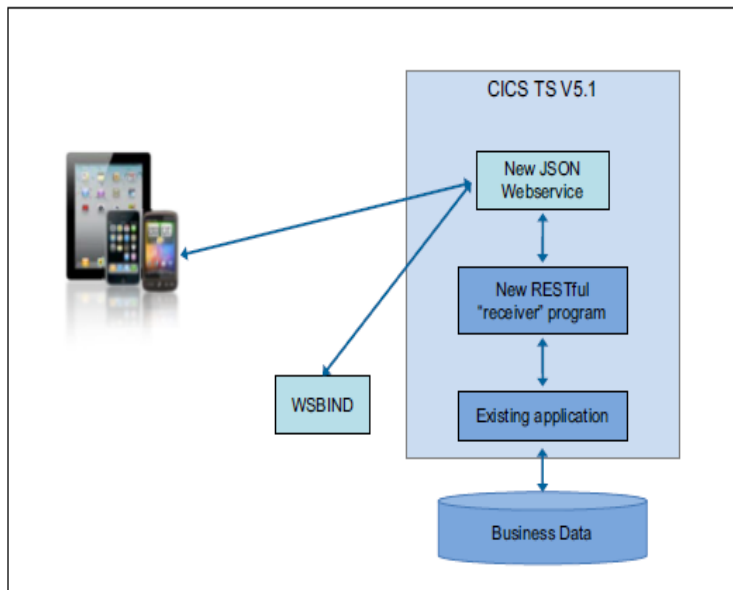 CICS TS V5.1
New JSON
Webservice
New RESTful
“receiver” program
WSBIND
Existing application
Business Data